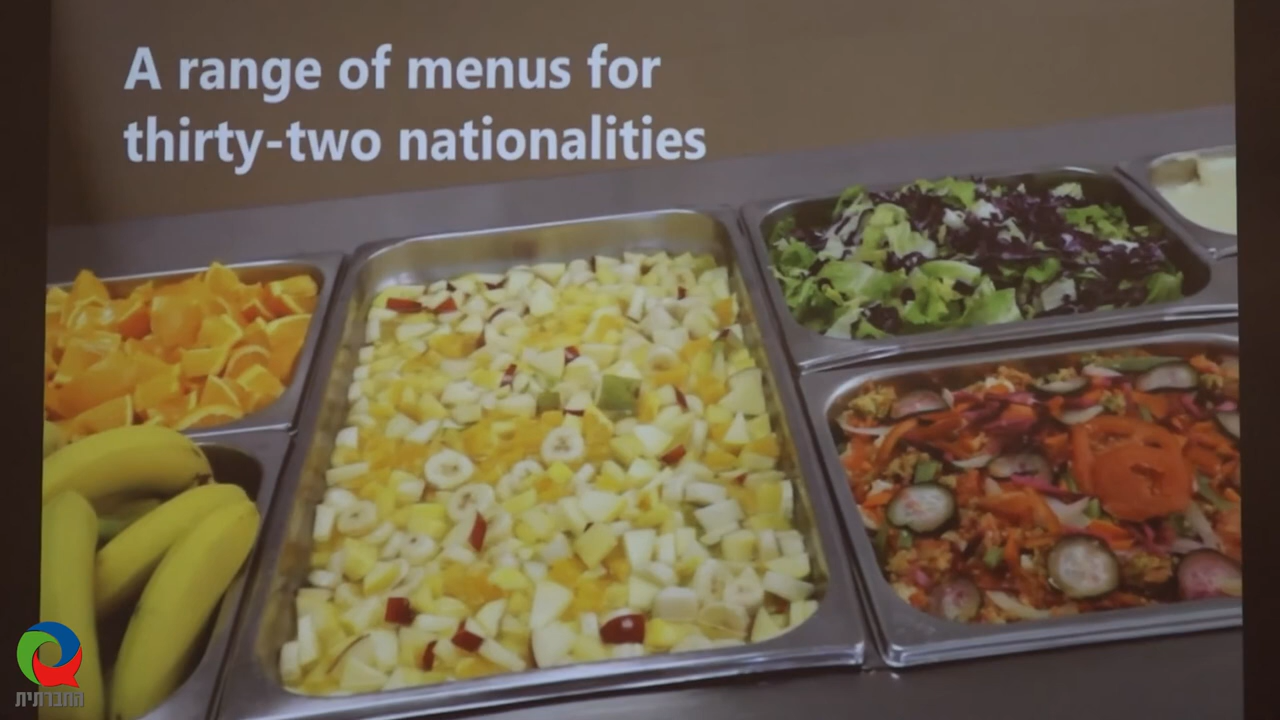 A range of menus for
thirty-two nationalities
החברתית